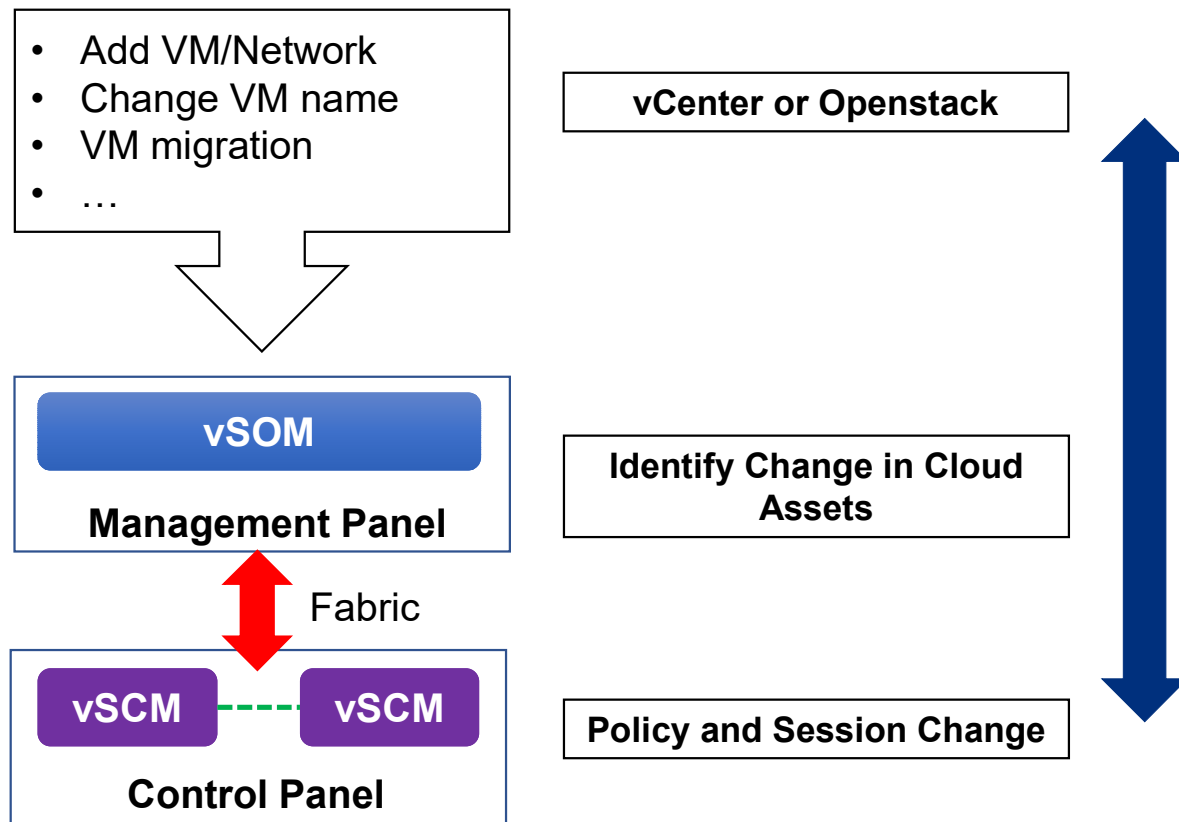 • Add VM/Network
• Change VM name
• VM migration
• …
vCenter or Openstack
vSOM
Management Panel
Identify Change in Cloud
Assets
Fabric
vSCM
vSCM
Control Panel
Policy and Session Change